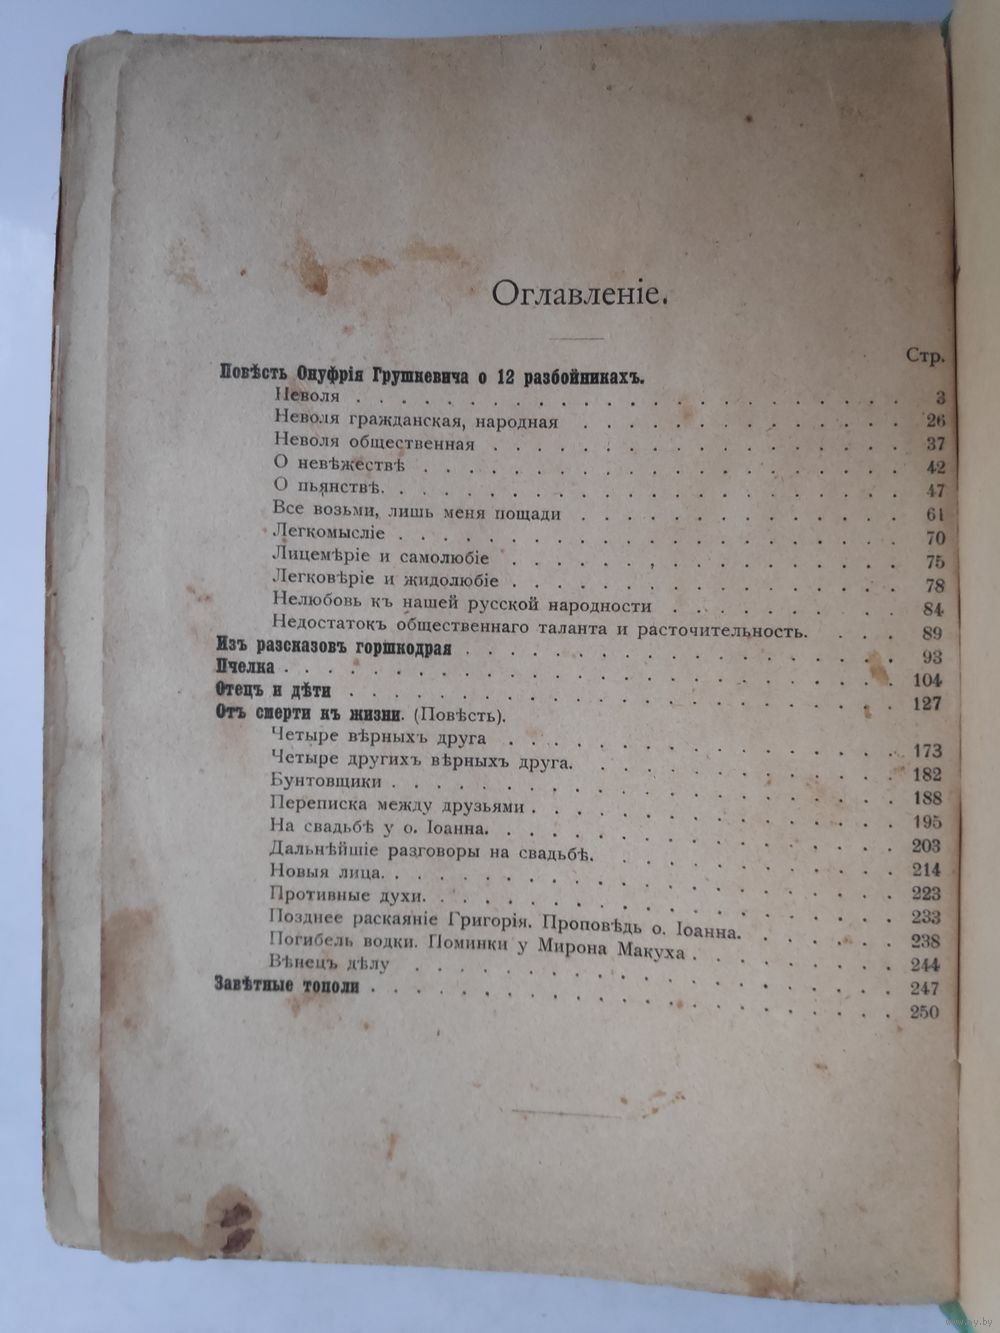 Оглавленіе.
Стр.
Повѣсть Онуфрія Грушкевича о 12 разбойникахъ.
Неволя . . . . . . . . . . . . . . . . . . 3
Неволя гражданская, народная . . . . . . . . . . . 26
Неволя общественная . . . . . . . . . . . . . . 37
О невѣжествѣ . . . . . . . . . . . . . . . . 42
О пьянствѣ. . . . . . . . . . . . . . . . . . 47
Все возьми, лишь меня пощади . . . . . . . . . . . 61
Легкомысліе . . . . . . . . . . . . . . . . . 70
Лицемѣріе и самолюбіе . . . . . . . . . . . . . 75
Легковѣріе и жидолюбіе . . . . . . . . . . . . . 78
Нелюбовь къ нашей русской народности . . . . . . . . 84
Недостатокъ общественнаго таланта и расточительность. . . . 89
Изъ разсказовъ горшкодрая . . . . . . . . . . . . . . 93
Пчелка . . . . . . . . . . . . . . . . . . . . . 104
Отецъ и дѣти . . . . . . . . . . . . . . . . . . 127
Отъ смерти къ жизни. (Повѣсть).
Четыре вѣрныхъ друга . . . . . . . . . . . . . . 173
Четыре другихъ вѣрныхъ друга. . . . . . . . . . . . 182
Бунтовщики . . . . . . . . . . . . . . . . . 188
Переписка между друзьями . . . . . . . . . . . . . 195
На свадьбѣ у о. Іоанна. . . . . . . . . . . . . . . 203
Дальнѣйшіе разговоры на свадьбѣ. . . . . . . . . . . 214
Новыя лица. . . . . . . . . . . . . . . . . . 223
Противные духи. . . . . . . . . . . . . . . . . 233
Позднее раскаяніе Григорія. Проповѣдь о. Іоанна. . . . . . 238
Погибель водки. Поминки у Мирона Макуха . . . . . . . 244
Вѣнецъ дѣлу . . . . . . . . . . . . . . . . . 247
Завѣтные тополи . . . . . . . . . . . . . . . . . . 250